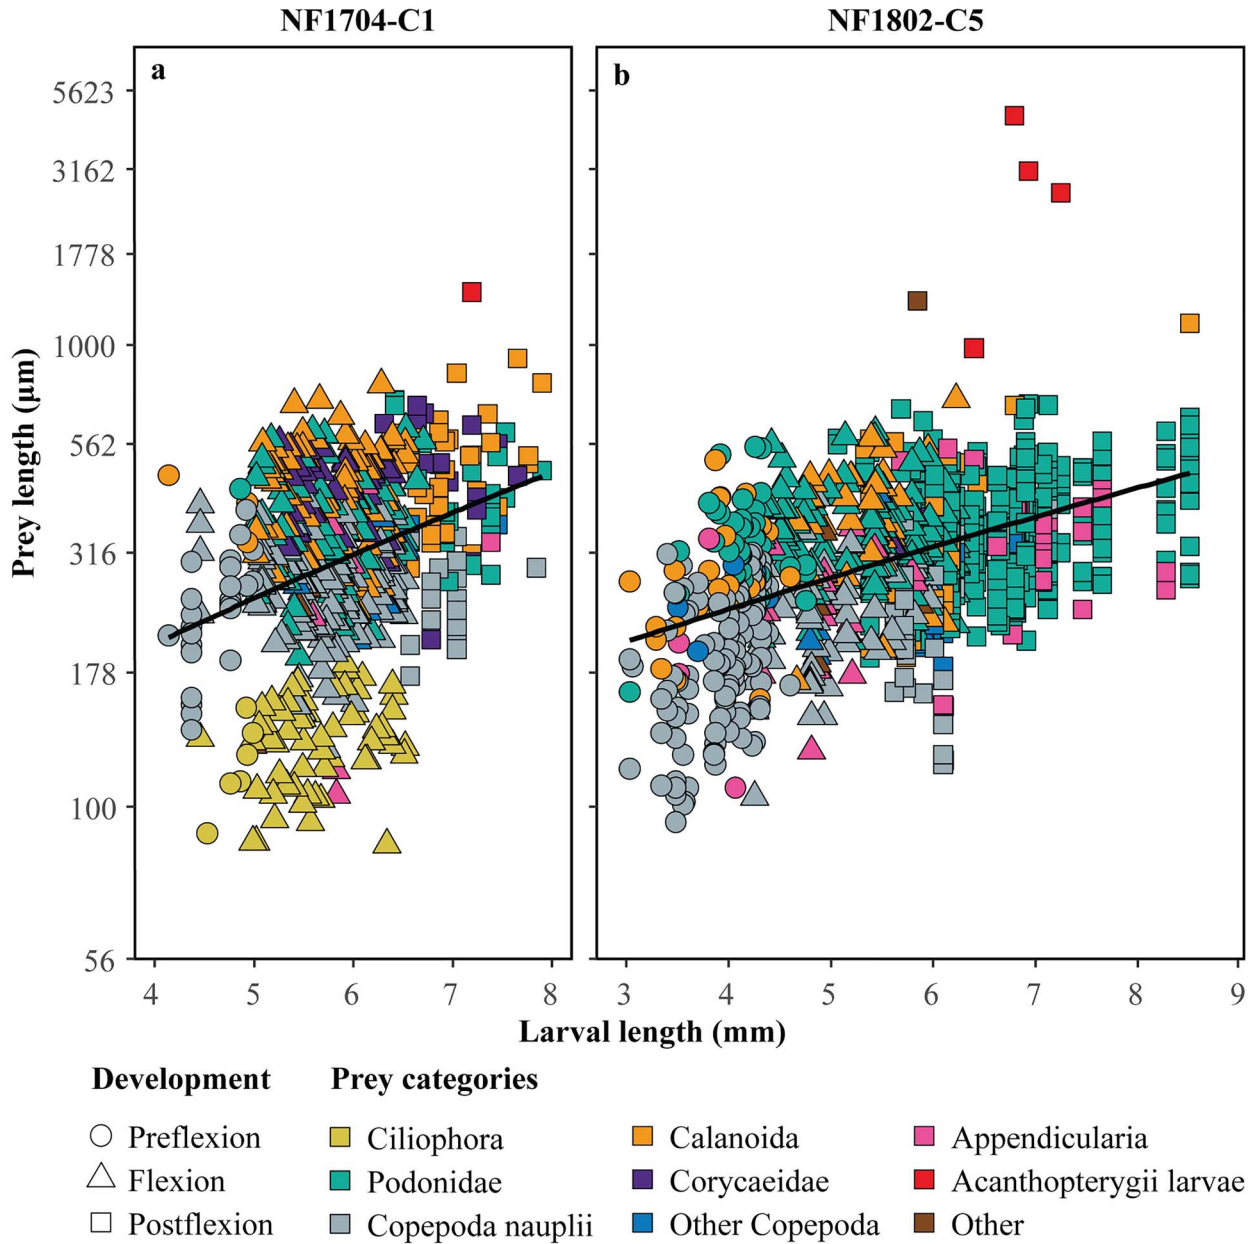 NF1704-C1
NF1802-C5
a
b
5623
3162
1778
1000
562
316
178
100
56
Prey length (μm)
4 5 6 7 8
3 4 5 6 7 8 9
Larval length (mm)
Development
Prey categories
Preflexion
Ciliophora
Calanoida
Appendicularia
Flexion
Podonidae
Corycaeidae
Acanthopterygii larvae
Postflexion
Copepoda nauplii
Other Copepoda
Other